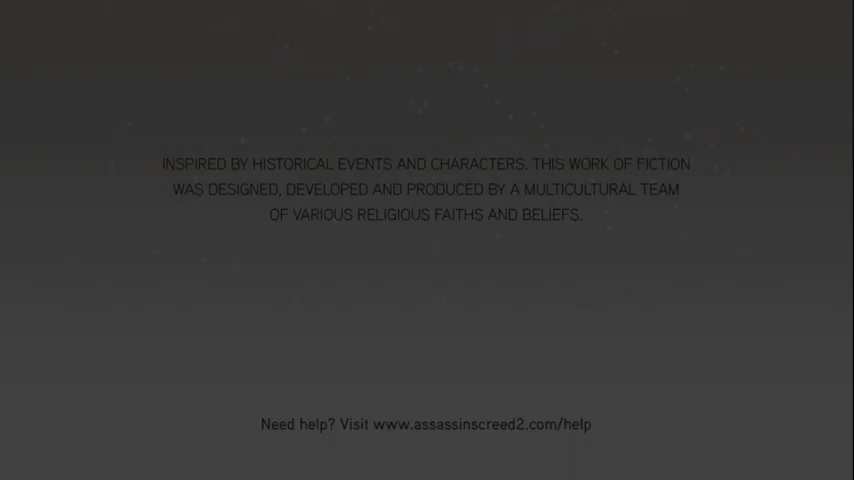 INSPIRED BY HISTORICAL EVENTS AND CHARACTERS. THIS WORK OF FICTION
WAS DESIGNED, DEVELOPED AND PRODUCED BY A MULTICULTURAL TEAM
OF VARIOUS RELIGIOUS FAITHS AND BELIEFS.
Need help? Visit www.assassinscreed2.com/help